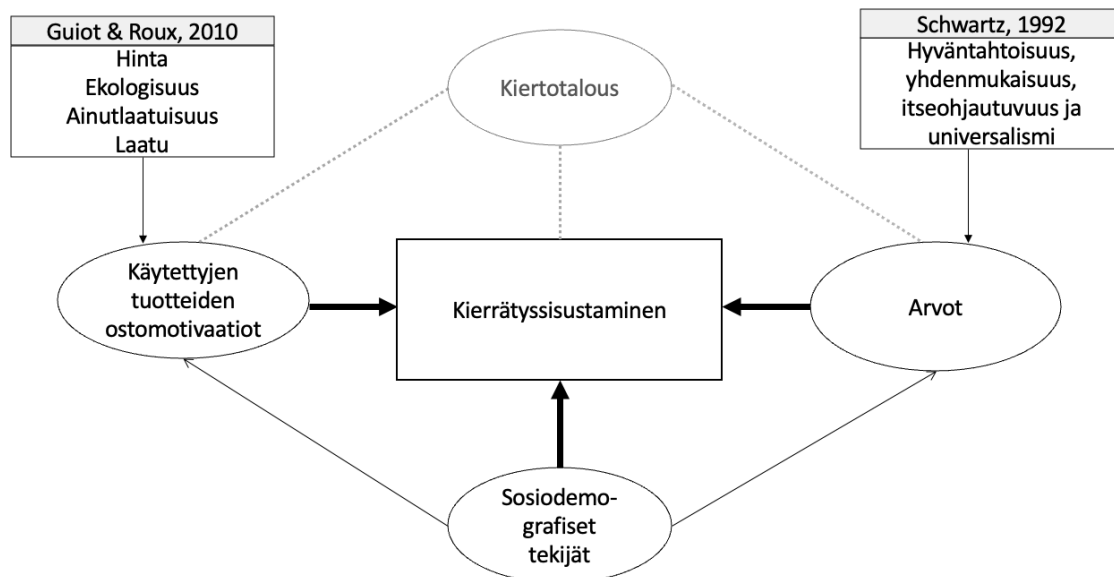 Guiot & Roux, 2010
Hinta
Ekologisuus
Ainutlaatuisuus
Laatu
Kiertotalous
Schwartz, 1992
Hyväntahtoisuus,
yhdenmukaisuus,
itseohjautuvuus ja
universalismi
Käytettyjen
tuotteiden
ostomotivaatiot
Kierrätyssisustaminen
Arvot
Sosiodemo-
grafiset
tekijät